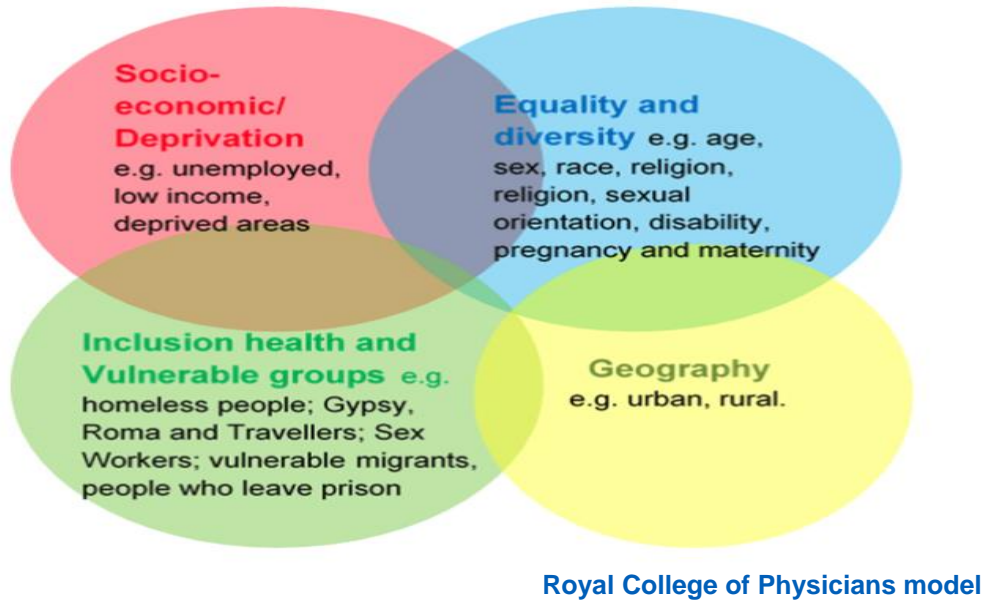 Socio-
economic/
Deprivation
e.g. unemployed,
low income,
deprived areas
Equality and
diversity e.g. age,
sex, race, religion,
religion, sexual
orientation, disability,
pregnancy and maternity
Inclusion health and
Vulnerable groups e.g.
homeless people; Gypsy,
Roma and Travellers; Sex
Workers; vulnerable migrants,
people who leave prison
Geography
e.g. urban, rural.
Royal College of Physicians model